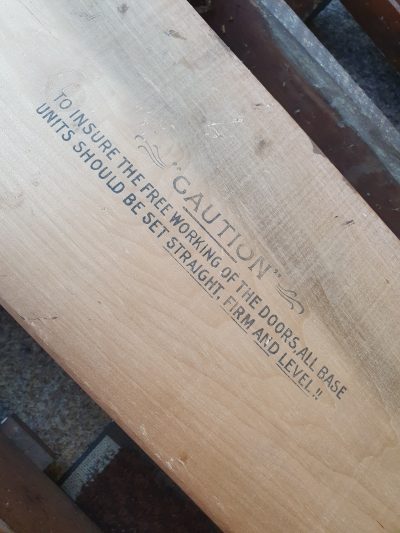 "CAUTION"
TO INSURE THE FREE WORKING OF THE DOORS, ALL BASE
UNITS SHOULD BE SET STRAIGHT, FIRM AND LEVEL!!